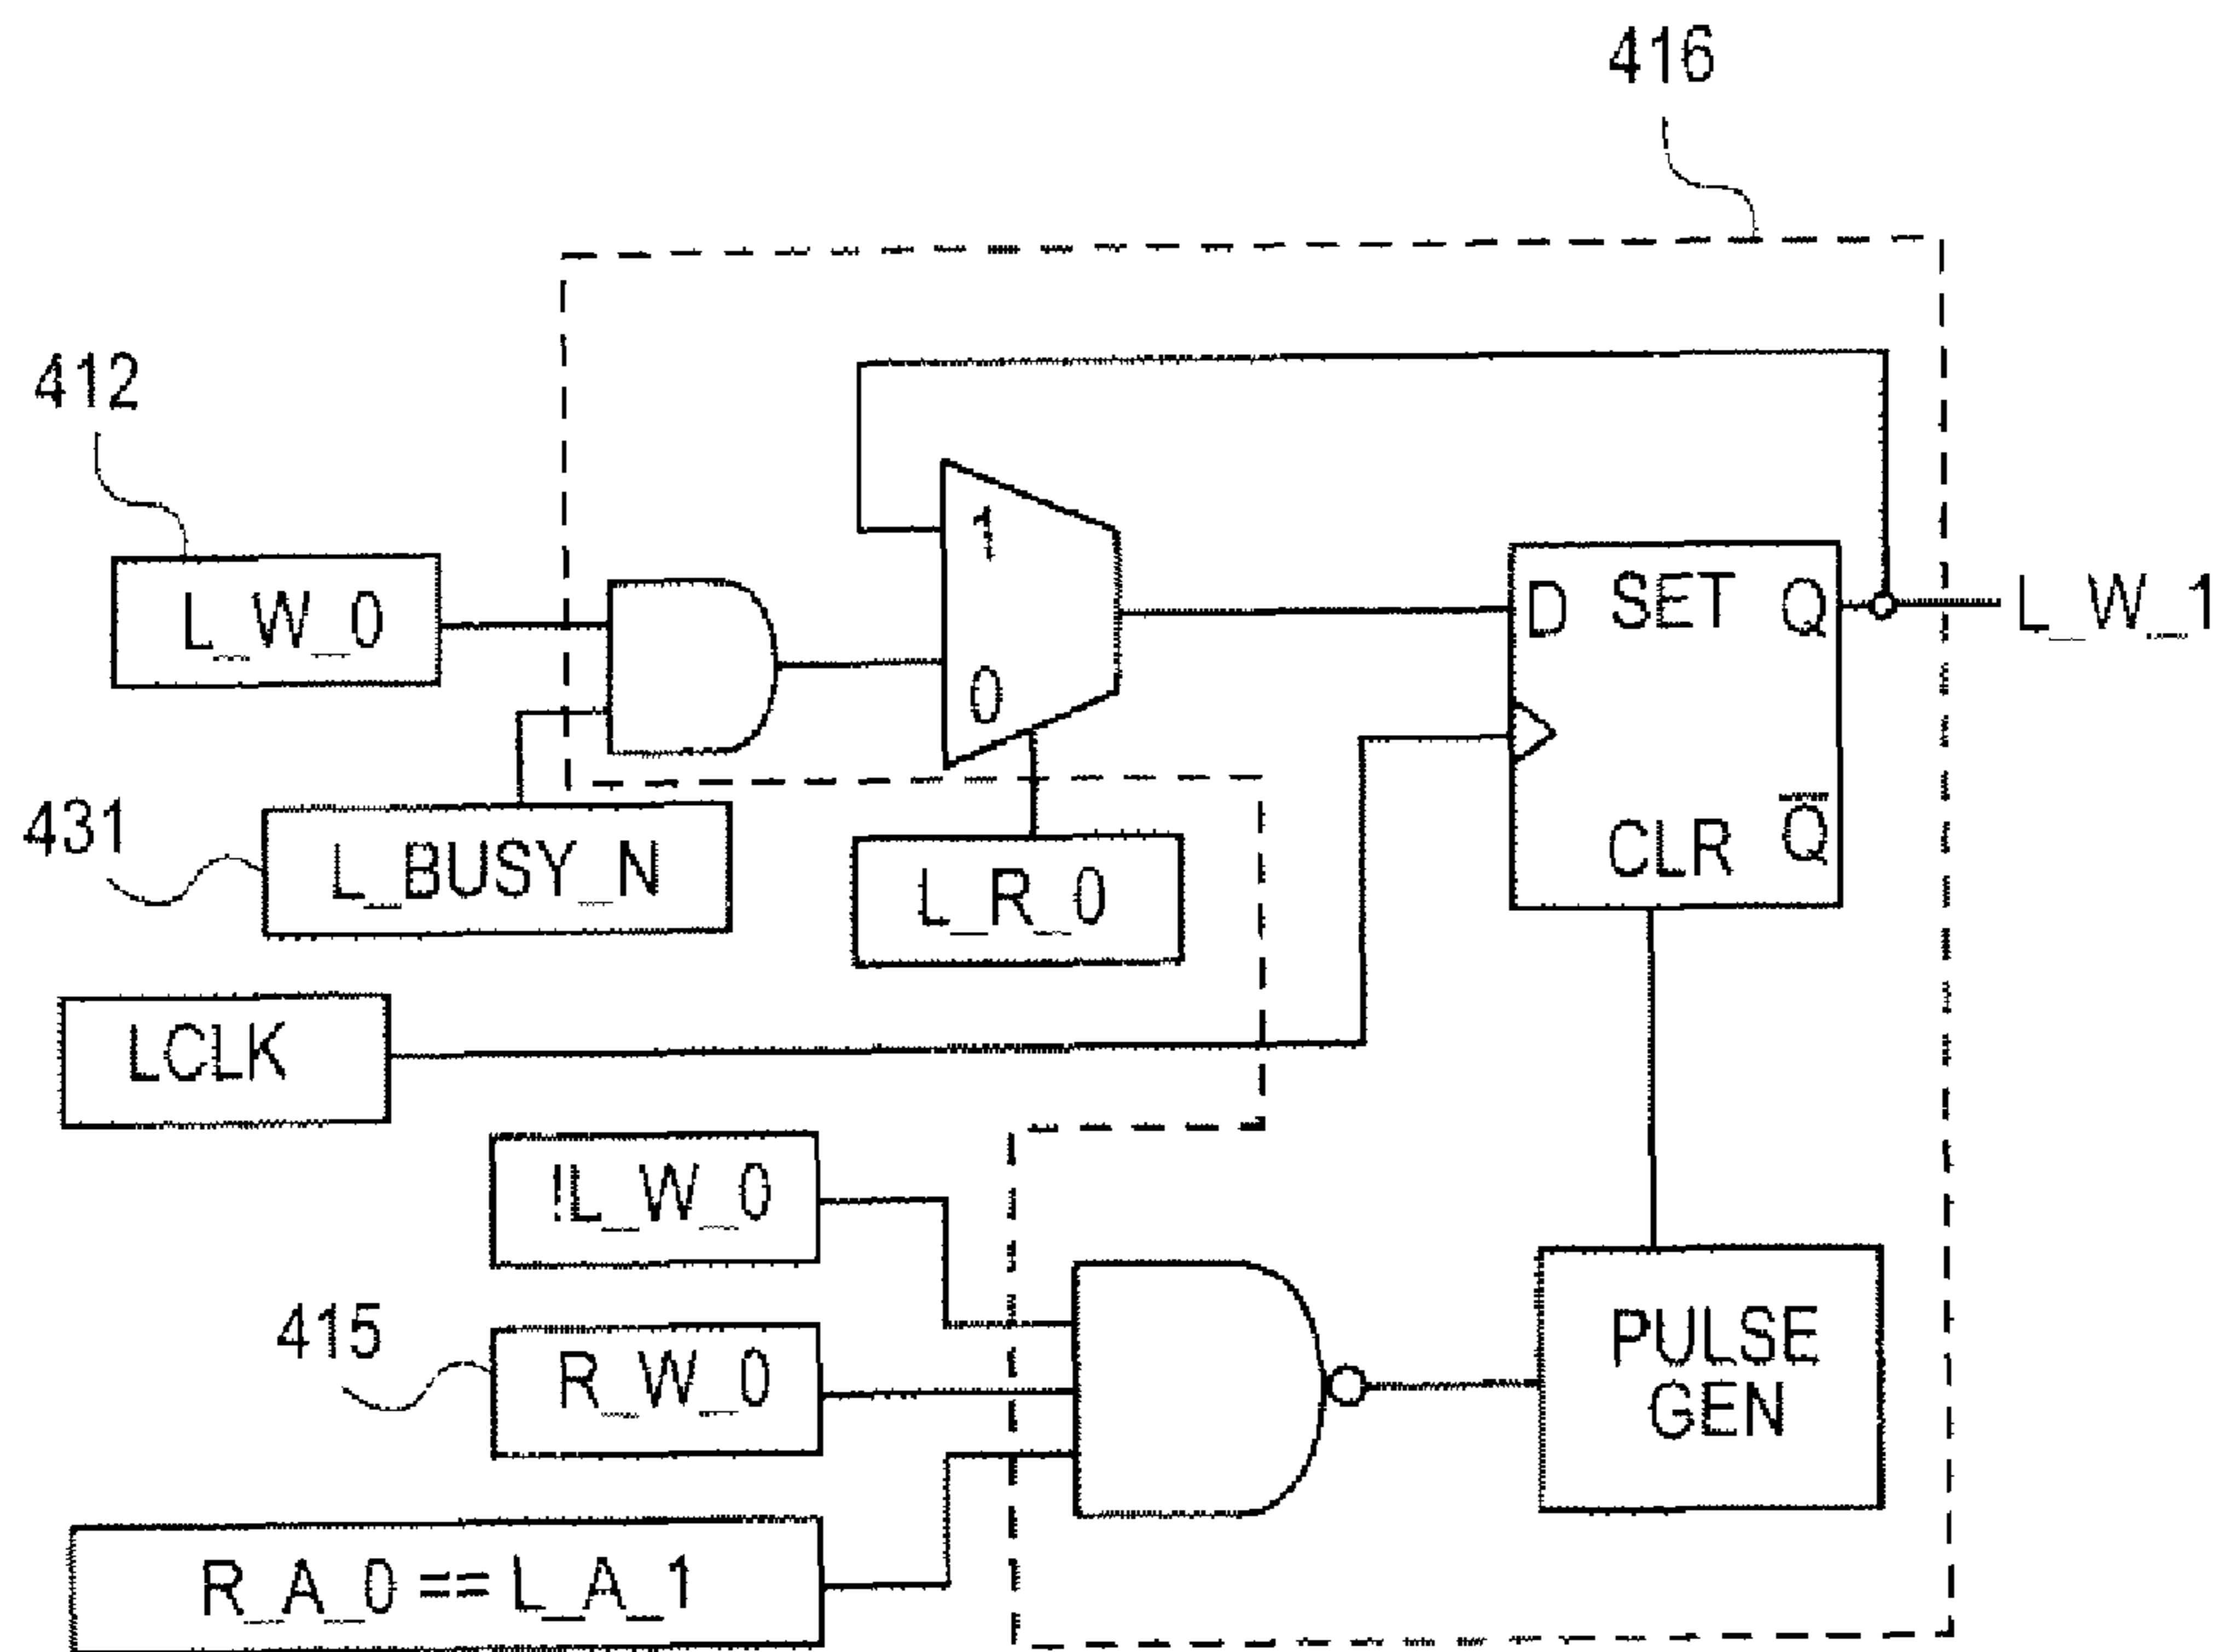 416
412
L_W_0
1
0
D SET Q
L_W_1
431
L_BUSY_N
L_R_0
CLR Q̅
LCLK
!L_W_0
415
R_W_0
PULSE
GEN
R_A_0 == L_A_1